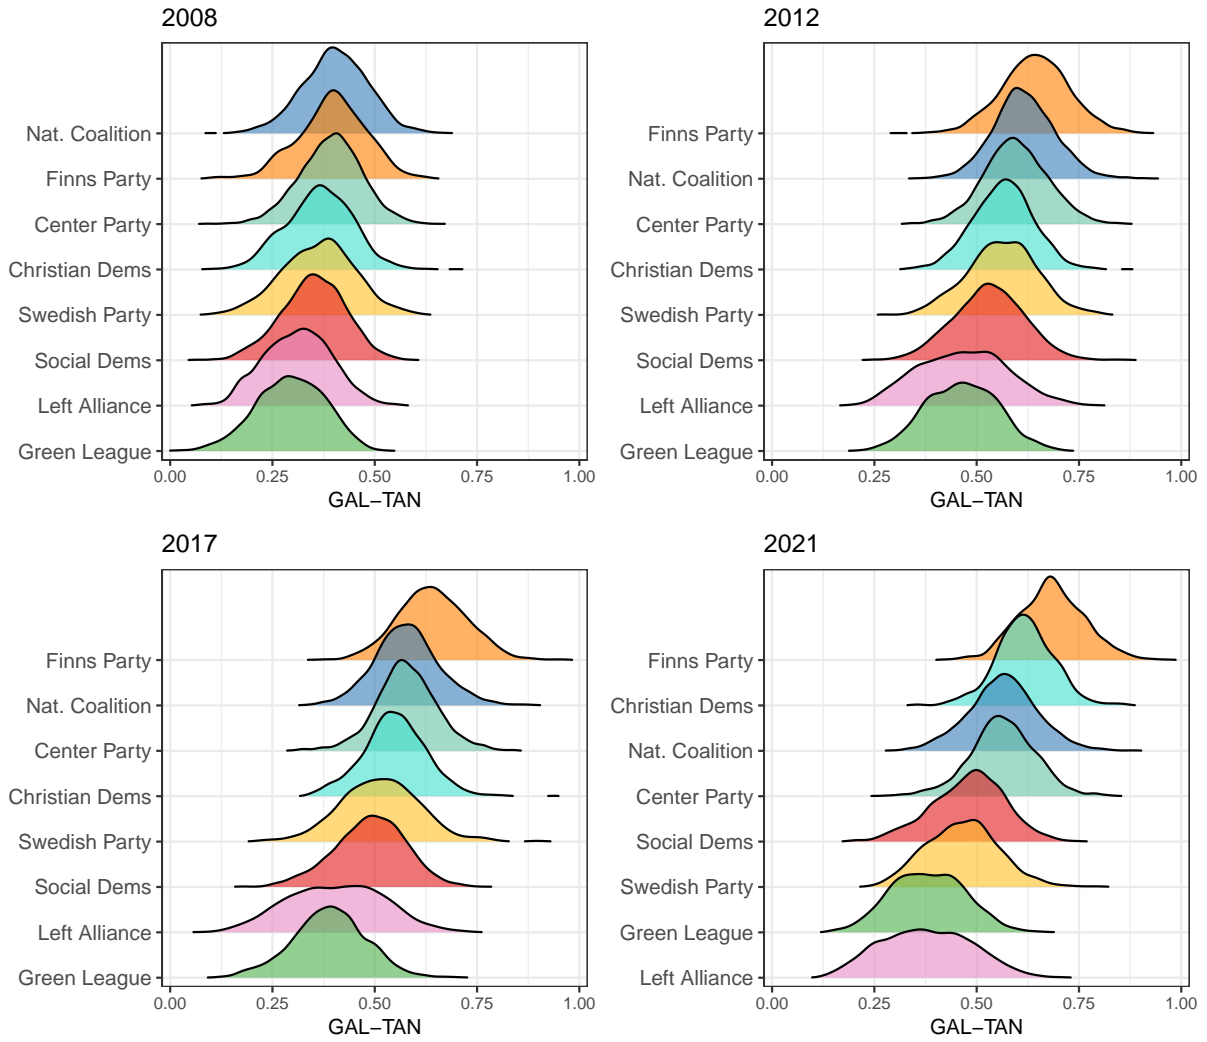 2008
Nat. Coalition
Finns Party
Center Party
Christian Dems
Swedish Party
Social Dems
Left Alliance
Green League
0.00 0.25 0.50 0.75 1.00
GAL−TAN
2012
Finns Party
Nat. Coalition
Center Party
Christian Dems
Swedish Party
Social Dems
Left Alliance
Green League
0.00 0.25 0.50 0.75 1.00
GAL−TAN
2017
Finns Party
Nat. Coalition
Center Party
Christian Dems
Swedish Party
Social Dems
Left Alliance
Green League
0.00 0.25 0.50 0.75 1.00
GAL−TAN
2021
Finns Party
Christian Dems
Nat. Coalition
Center Party
Social Dems
Swedish Party
Green League
Left Alliance
0.00 0.25 0.50 0.75 1.00
GAL−TAN